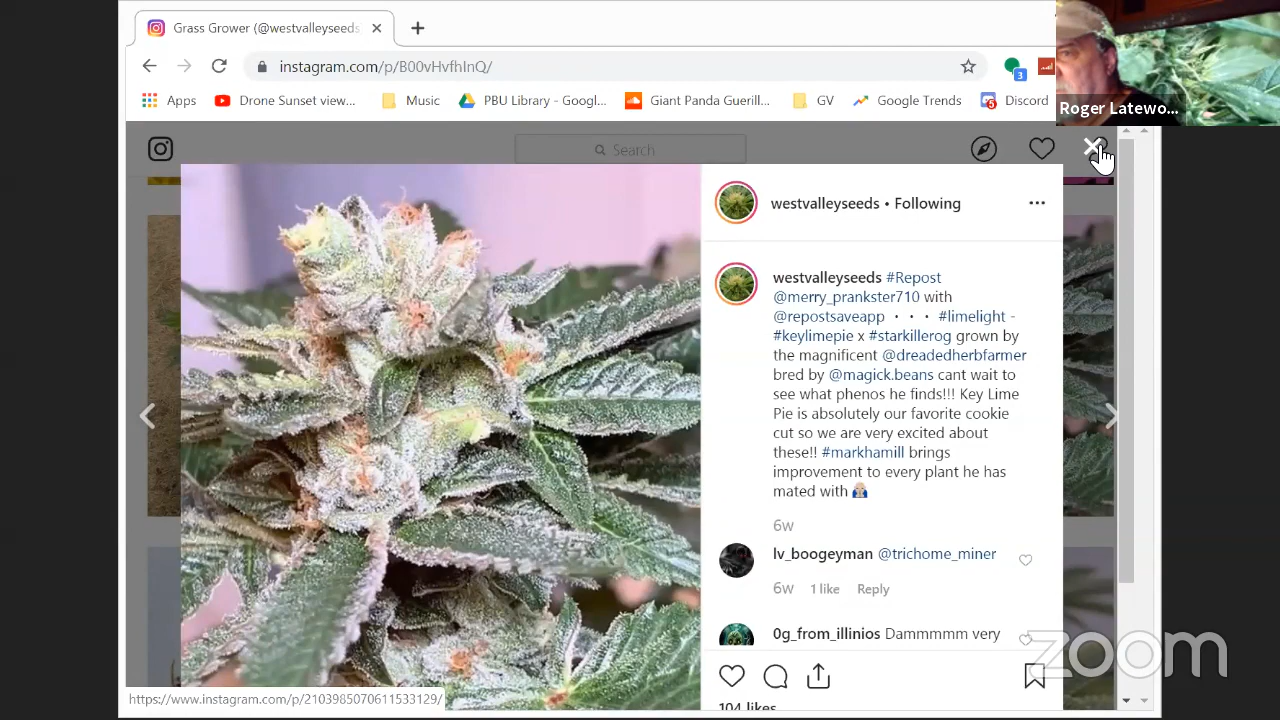 Grass Grower (@westvalleyseeds
instagram.com/p/B00vHvfhInQ/
3
Apps
Drone Sunset view...
Music
PBU Library - Googl...
Giant Panda Guerill...
GV
Google Trends
5
Discord
Roger Latewo...
Search
westvalleyseeds • Following
westvalleyseeds #Repost
@merry_prankster710 with
@repostsaveapp ・・・ #limelight -
#keylimepie x #starkillerog grown by
the magnificent @dreadedherbfarmer
bred by @magick.beans cant wait to
see what phenos he finds!!! Key Lime
Pie is absolutely our favorite cookie
cut so we are very excited about
these!! #markhamill brings
improvement to every plant he has
mated with
6w
lv_boogeyman @trichome_miner
6w 1 like Reply
0g_from_illinios Dammmmm very
104 likes
https://www.instagram.com/p/2103985070611533129/
zoom